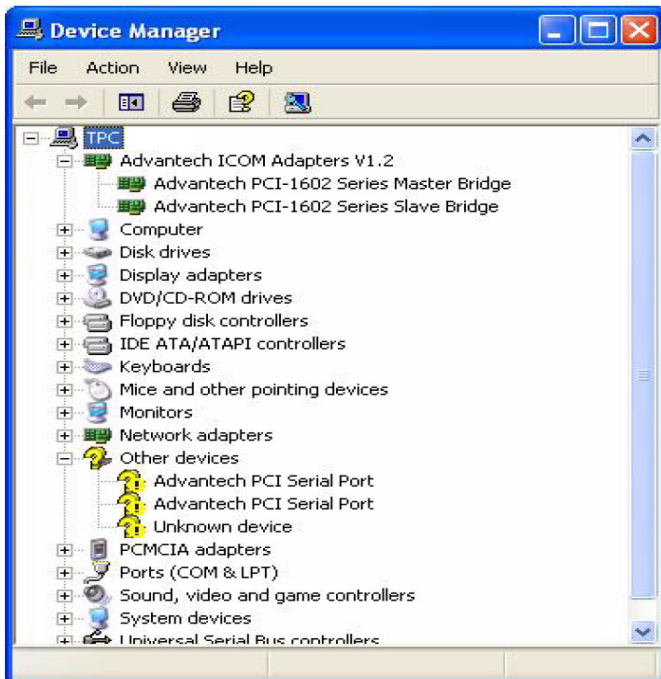 Device Manager
File Action View Help
TPC
Advantech ICOM Adapters V1.2
Advantech PCI-1602 Series Master Bridge
Advantech PCI-1602 Series Slave Bridge
Computer
Disk drives
Display adapters
DVD/CD-ROM drives
Floppy disk controllers
IDE ATA/ATAPI controllers
Keyboards
Mice and other pointing devices
Monitors
Network adapters
Other devices
Advantech PCI Serial Port
Advantech PCI Serial Port
Unknown device
PCMCIA adapters
Ports (COM & LPT)
Sound, video and game controllers
System devices
Universal Serial Bus controllers